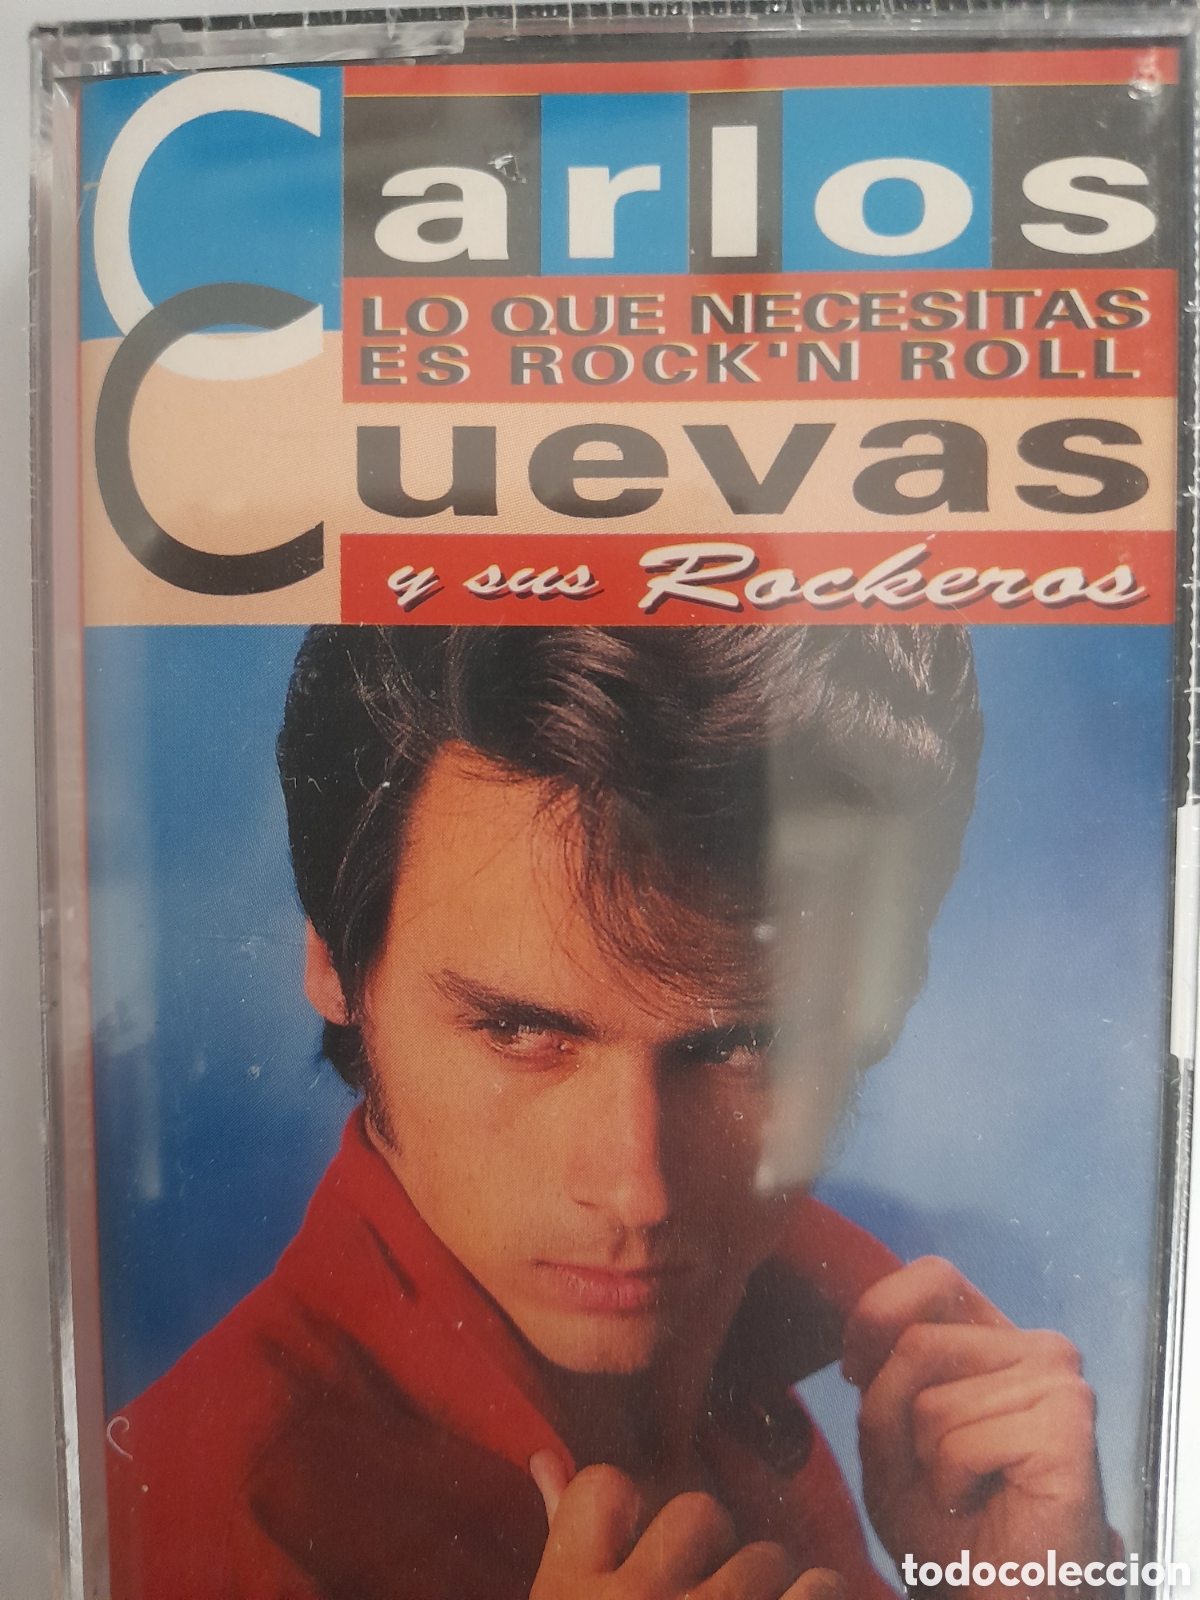 Carlos
LO QUE NECESITAS
ES ROCK'N ROLL
Cuevas
y sus Rockeros
todocoleccion